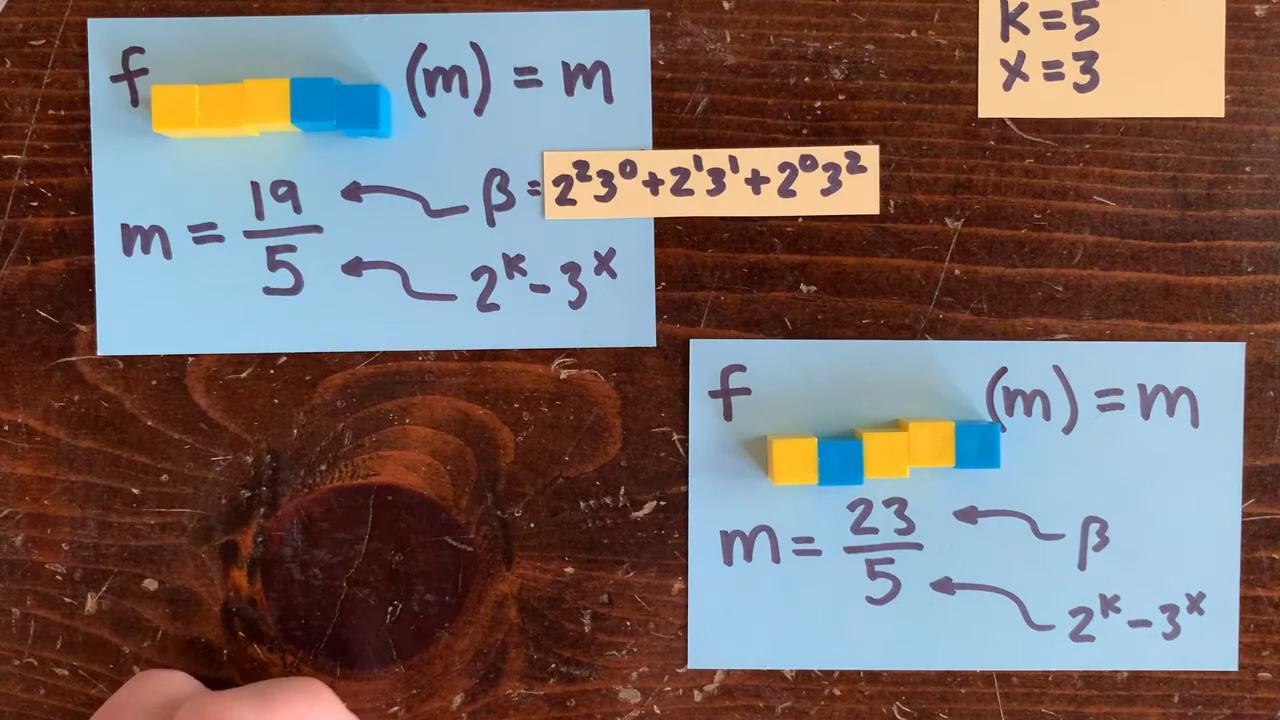 K=5
x=3
f (m) = m
m = 19/5
β = 2²3⁰+2¹3¹+2⁰3²
2ᴷ-3ˣ
f (m) = m
m = 23/5
β
2ᴷ-3ˣ